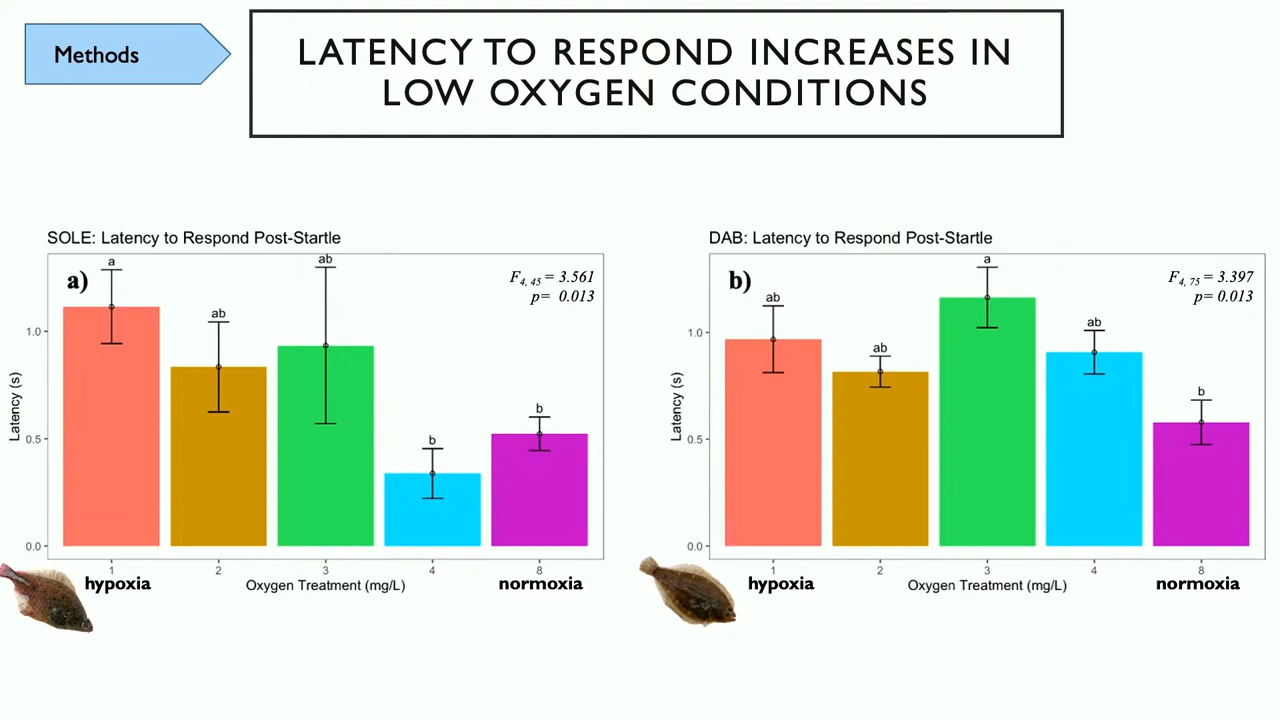 Methods
LATENCY TO RESPOND INCREASES IN
LOW OXYGEN CONDITIONS
SOLE: Latency to Respond Post-Startle
a)
F4, 45 = 3.561
p= 0.013
a
ab
ab
b
b
1.0
0.5
0.0
Latency (s)
1
2
3
4
8
hypoxia
Oxygen Treatment (mg/L)
normoxia
DAB: Latency to Respond Post-Startle
b)
F4, 75 = 3.397
p= 0.013
ab
ab
a
ab
b
1.0
0.5
0.0
Latency (s)
1
2
3
4
8
hypoxia
Oxygen Treatment (mg/L)
normoxia